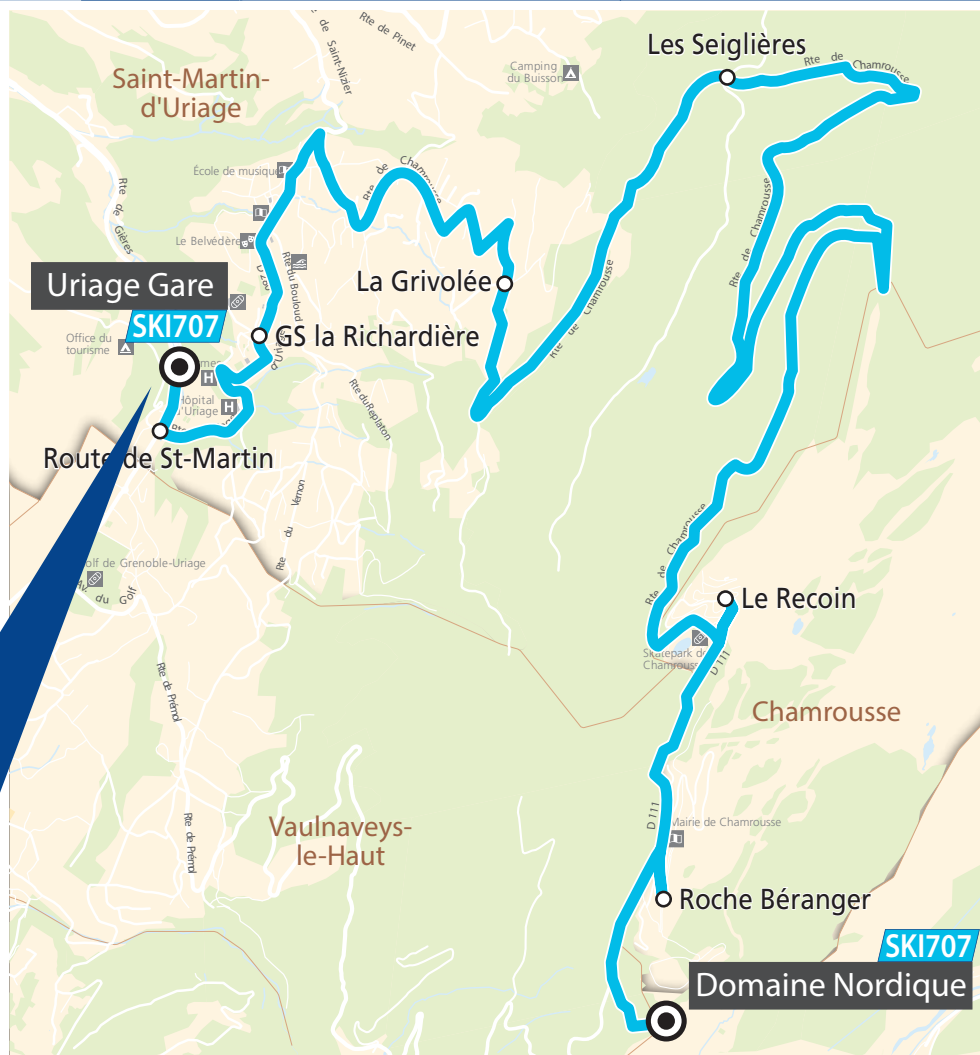 Rte de Pinet
Rte de Saint-Nizier
Les Seiglières
Rte de Chamrousse
Camping
du Buisson
Saint-Martin-
d'Uriage
École de musique
Rte de Chamrousse
Rte de Gières
Rte de Chamrousse
Le Belvédère
D 280
Rte du Bouloud
Uriage Gare
SKI707
La Grivolée
Rte de Chamrousse
GS la Richardière
d'Uriage
Office du
tourisme
Hôpital
d'Uriage
Rte du Replaton
Route de St-Martin
Rte du Vernon
Rte de Chamrousse
Golf de Grenoble-Uriage
Av. du Golf
Le Recoin
Skatepark de
Chamrousse
D 111
Rte de Prémol
Chamrousse
D 111
Mairie de Chamrousse
Vaulnaveys-
le-Haut
Rte de Prémol
Roche Béranger
SKI707
Domaine Nordique